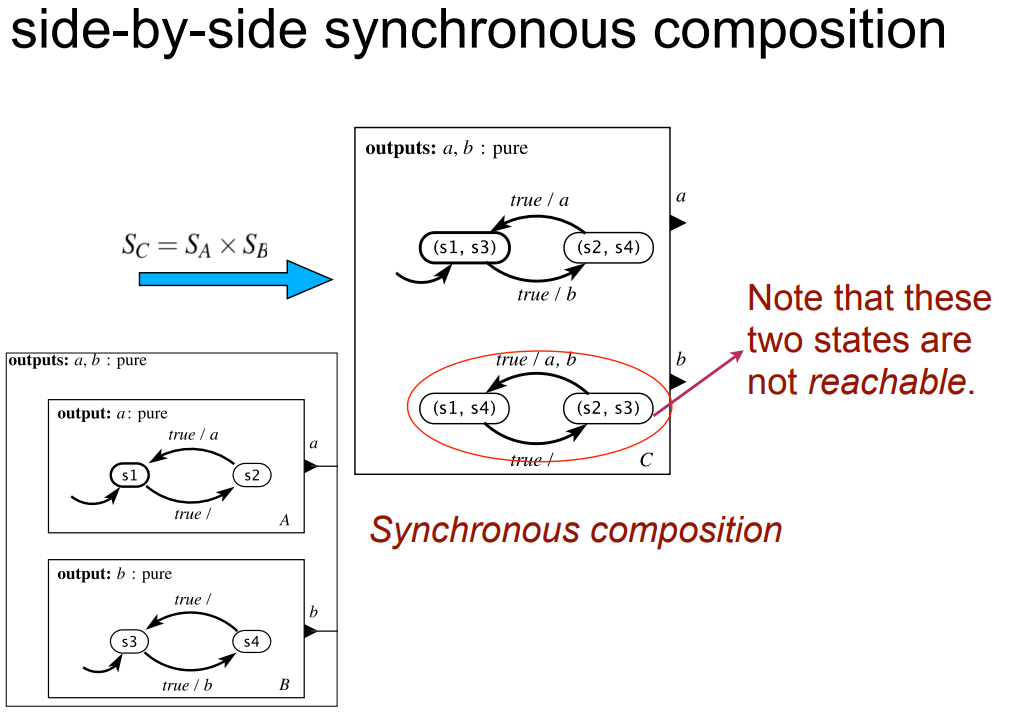 side-by-side synchronous composition
outputs: a, b : pure
true / a
a
(s1, s3)
(s2, s4)
true / b
S_C = S_A × S_B
Note that these
two states are
not reachable.
b
true / a, b
(s1, s4)
(s2, s3)
true /
C
outputs: a, b : pure
output: a: pure
true / a
a
s1
s2
true /
A
Synchronous composition
output: b : pure
true /
b
s3
s4
true / b
B